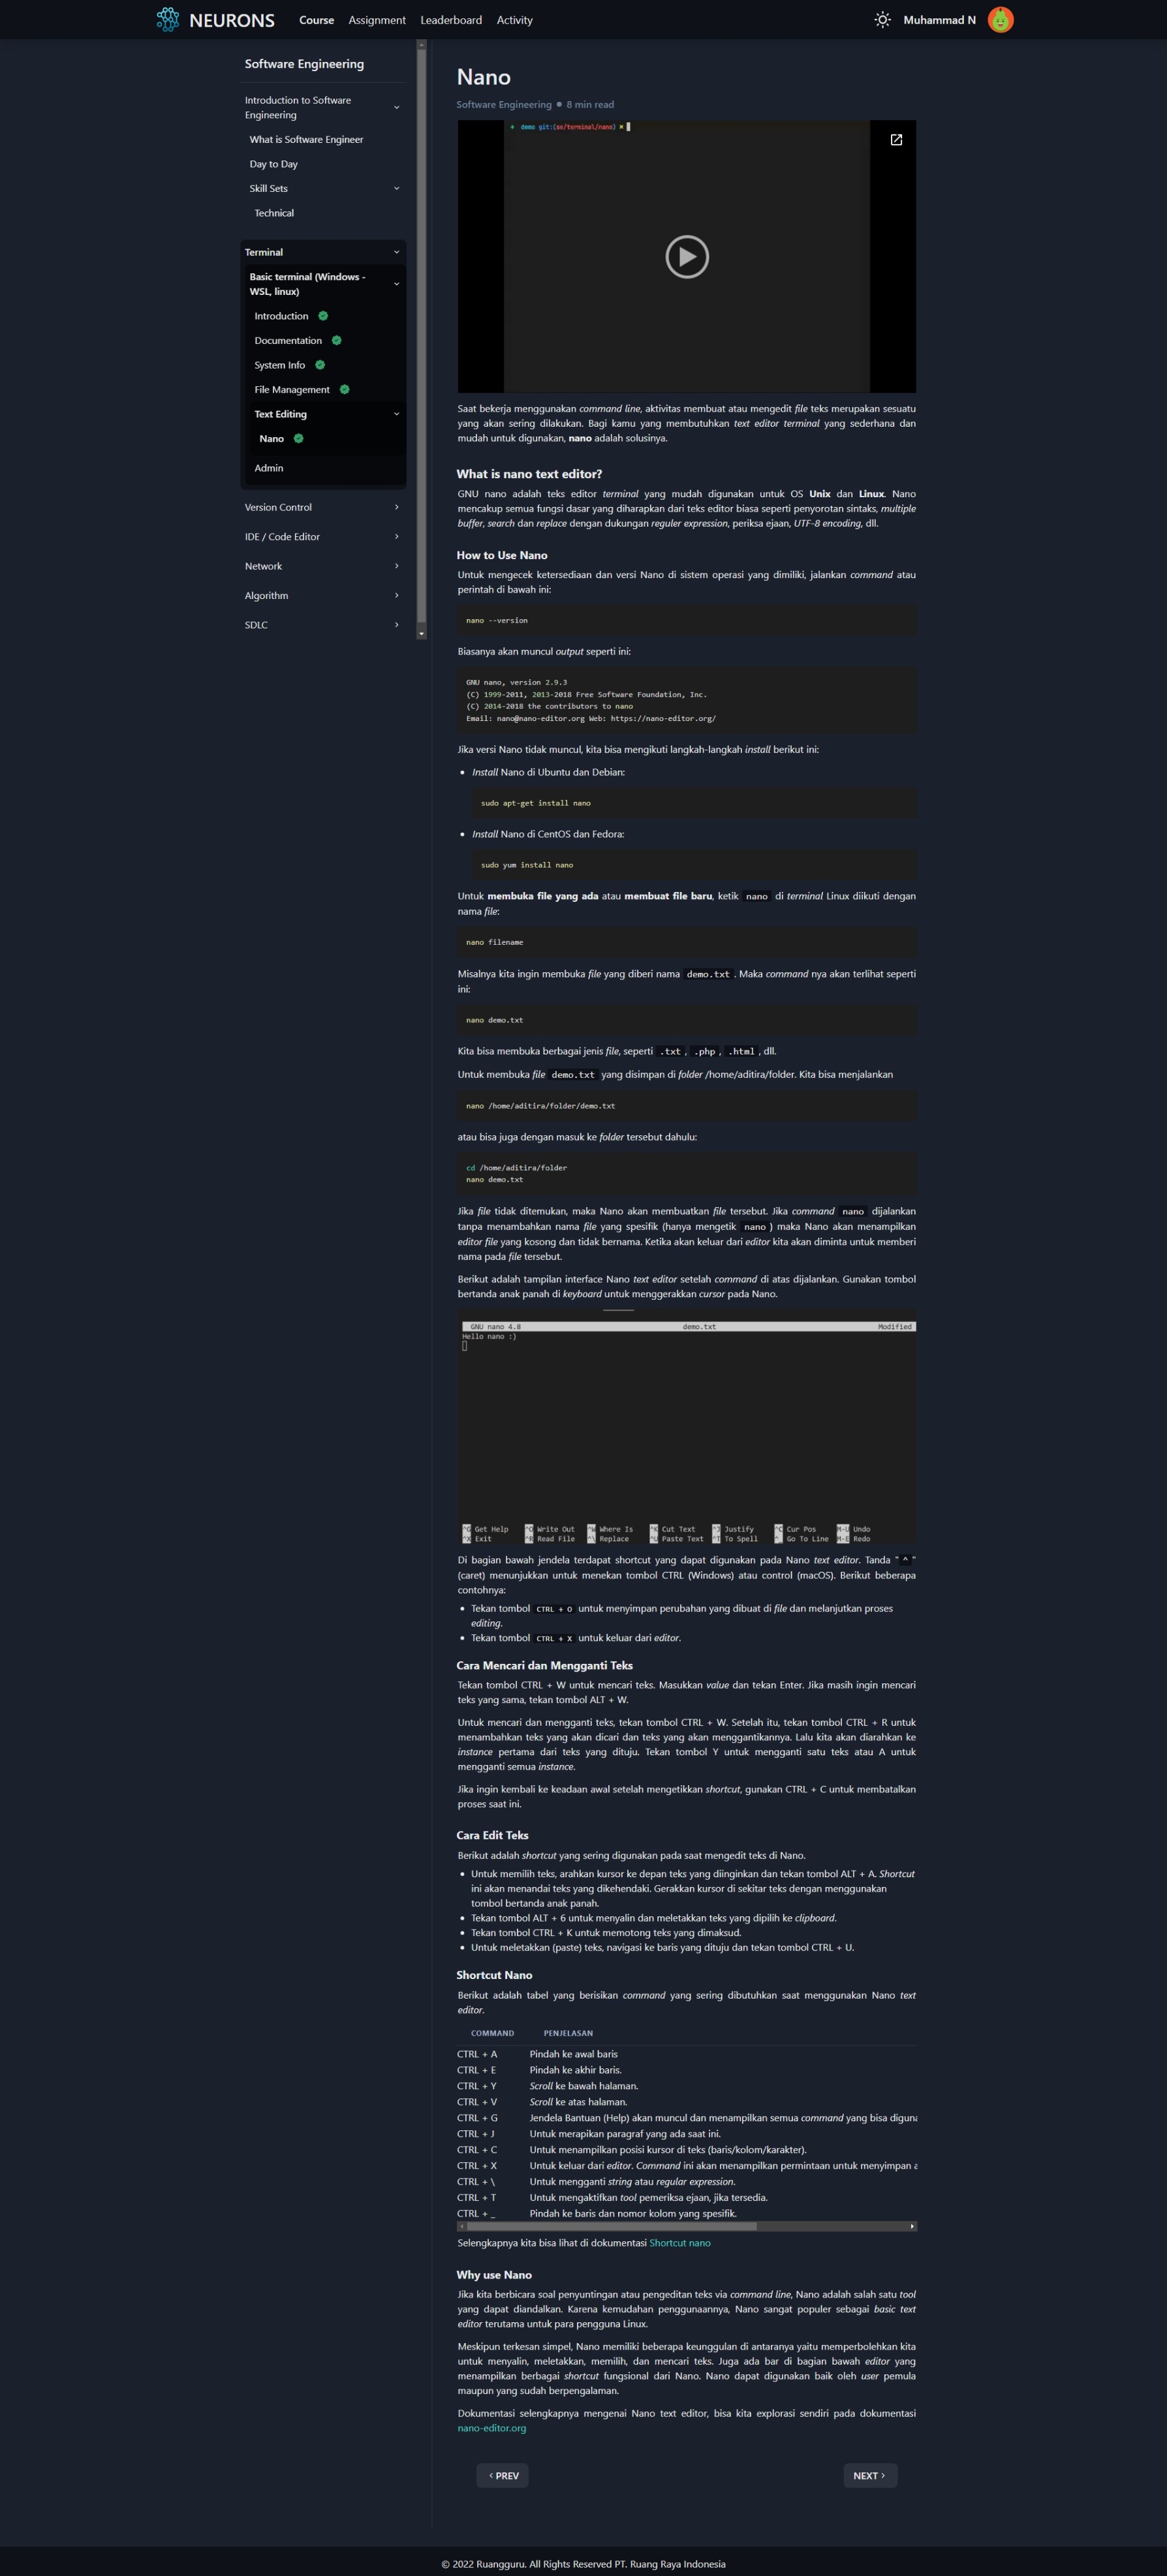 NEURONS
Course Assignment Leaderboard Activity
Muhammad N
Software Engineering
Introduction to Software
Engineering
What is Software Engineer
Day to Day
Skill Sets
Technical
Terminal
Basic terminal (Windows -
WSL, linux)
Introduction
Documentation
System Info
File Management
Text Editing
Nano
Admin
Version Control
IDE / Code Editor
Network
Algorithm
SDLC
Nano
Software Engineering • 8 min read
demo git:(se/terminal/nano) ×
Saat bekerja menggunakan command line, aktivitas membuat atau mengedit file teks merupakan sesuatu
yang akan sering dilakukan. Bagi kamu yang membutuhkan text editor terminal yang sederhana dan
mudah untuk digunakan, nano adalah solusinya.
What is nano text editor?
GNU nano adalah teks editor terminal yang mudah digunakan untuk OS Unix dan Linux. Nano
mencakup semua fungsi dasar yang diharapkan dari teks editor biasa seperti penyorotan sintaks, multiple
buffer, search dan replace dengan dukungan reguler expression, periksa ejaan, UTF-8 encoding, dll.
How to Use Nano
Untuk mengecek ketersediaan dan versi Nano di sistem operasi yang dimiliki, jalankan command atau
perintah di bawah ini:
nano --version
Biasanya akan muncul output seperti ini:
GNU nano, version 2.9.3
(C) 1999-2011, 2013-2018 Free Software Foundation, Inc.
(C) 2014-2018 the contributors to nano
Email: nano@nano-editor.org Web: https://nano-editor.org/
Jika versi Nano tidak muncul, kita bisa mengikuti langkah-langkah install berikut ini:
• Install Nano di Ubuntu dan Debian:
sudo apt-get install nano
• Install Nano di CentOS dan Fedora:
sudo yum install nano
Untuk membuka file yang ada atau membuat file baru, ketik nano di terminal Linux diikuti dengan
nama file:
nano filename
Misalnya kita ingin membuka file yang diberi nama demo.txt . Maka command nya akan terlihat seperti
ini:
nano demo.txt
Kita bisa membuka berbagai jenis file, seperti .txt , .php , .html , dll.
Untuk membuka file demo.txt yang disimpan di folder /home/aditira/folder. Kita bisa menjalankan
nano /home/aditira/folder/demo.txt
atau bisa juga dengan masuk ke folder tersebut dahulu:
cd /home/aditira/folder
nano demo.txt
Jika file tidak ditemukan, maka Nano akan membuatkan file tersebut. Jika command nano dijalankan
tanpa menambahkan nama file yang spesifik (hanya mengetik nano ) maka Nano akan menampilkan
editor file yang kosong dan tidak bernama. Ketika akan keluar dari editor kita akan diminta untuk memberi
nama pada file tersebut.
Berikut adalah tampilan interface Nano text editor setelah command di atas dijalankan. Gunakan tombol
bertanda anak panah di keyboard untuk menggerakkan cursor pada Nano.
GNU nano 4.8 demo.txt Modified
Hello nano :)
^G Get Help ^O Write Out ^W Where Is ^K Cut Text ^J Justify ^C Cur Pos M-U Undo
^X Exit ^R Read File ^\ Replace ^U Paste Text ^T To Spell ^_ Go To Line M-E Redo
Di bagian bawah jendela terdapat shortcut yang dapat digunakan pada Nano text editor. Tanda " ^ "
(caret) menunjukkan untuk menekan tombol CTRL (Windows) atau control (macOS). Berikut beberapa
contohnya:
• Tekan tombol CTRL + O untuk menyimpan perubahan yang dibuat di file dan melanjutkan proses
editing.
• Tekan tombol CTRL + X untuk keluar dari editor.
Cara Mencari dan Mengganti Teks
Tekan tombol CTRL + W untuk mencari teks. Masukkan value dan tekan Enter. Jika masih ingin mencari
teks yang sama, tekan tombol ALT + W.
Untuk mencari dan mengganti teks, tekan tombol CTRL + W. Setelah itu, tekan tombol CTRL + R untuk
menambahkan teks yang akan dicari dan teks yang akan menggantikannya. Lalu kita akan diarahkan ke
instance pertama dari teks yang dituju. Tekan tombol Y untuk mengganti satu teks atau A untuk
mengganti semua instance.
Jika ingin kembali ke keadaan awal setelah mengetikkan shortcut, gunakan CTRL + C untuk membatalkan
proses saat ini.
Cara Edit Teks
Berikut adalah shortcut yang sering digunakan pada saat mengedit teks di Nano.
• Untuk memilih teks, arahkan kursor ke depan teks yang diinginkan dan tekan tombol ALT + A. Shortcut
ini akan menandai teks yang dikehendaki. Gerakkan kursor di sekitar teks dengan menggunakan
tombol bertanda anak panah.
• Tekan tombol ALT + 6 untuk menyalin dan meletakkan teks yang dipilih ke clipboard.
• Tekan tombol CTRL + K untuk memotong teks yang dimaksud.
• Untuk meletakkan (paste) teks, navigasi ke baris yang dituju dan tekan tombol CTRL + U.
Shortcut Nano
Berikut adalah tabel yang berisikan command yang sering dibutuhkan saat menggunakan Nano text
editor.
COMMAND PENJELASAN
CTRL + A Pindah ke awal baris
CTRL + E Pindah ke akhir baris.
CTRL + Y Scroll ke bawah halaman.
CTRL + V Scroll ke atas halaman.
CTRL + G Jendela Bantuan (Help) akan muncul dan menampilkan semua command yang bisa diguna
CTRL + J Untuk merapikan paragraf yang ada saat ini.
CTRL + C Untuk menampilkan posisi kursor di teks (baris/kolom/karakter).
CTRL + X Untuk keluar dari editor. Command ini akan menampilkan permintaan untuk menyimpan a
CTRL + \ Untuk mengganti string atau regular expression.
CTRL + T Untuk mengaktifkan tool pemeriksa ejaan, jika tersedia.
CTRL + _ Pindah ke baris dan nomor kolom yang spesifik.
Selengkapnya kita bisa lihat di dokumentasi Shortcut nano
Why use Nano
Jika kita berbicara soal penyuntingan atau pengeditan teks via command line, Nano adalah salah satu tool
yang dapat diandalkan. Karena kemudahan penggunaannya, Nano sangat populer sebagai basic text
editor terutama untuk para pengguna Linux.
Meskipun terkesan simpel, Nano memiliki beberapa keunggulan di antaranya yaitu memperbolehkan kita
untuk menyalin, meletakkan, memilih, dan mencari teks. Juga ada bar di bagian bawah editor yang
menampilkan berbagai shortcut fungsional dari Nano. Nano dapat digunakan baik oleh user pemula
maupun yang sudah berpengalaman.
Dokumentasi selengkapnya mengenai Nano text editor, bisa kita explorasi sendiri pada dokumentasi
nano-editor.org
PREV
NEXT
© 2022 Ruangguru. All Rights Reserved PT. Ruang Raya Indonesia